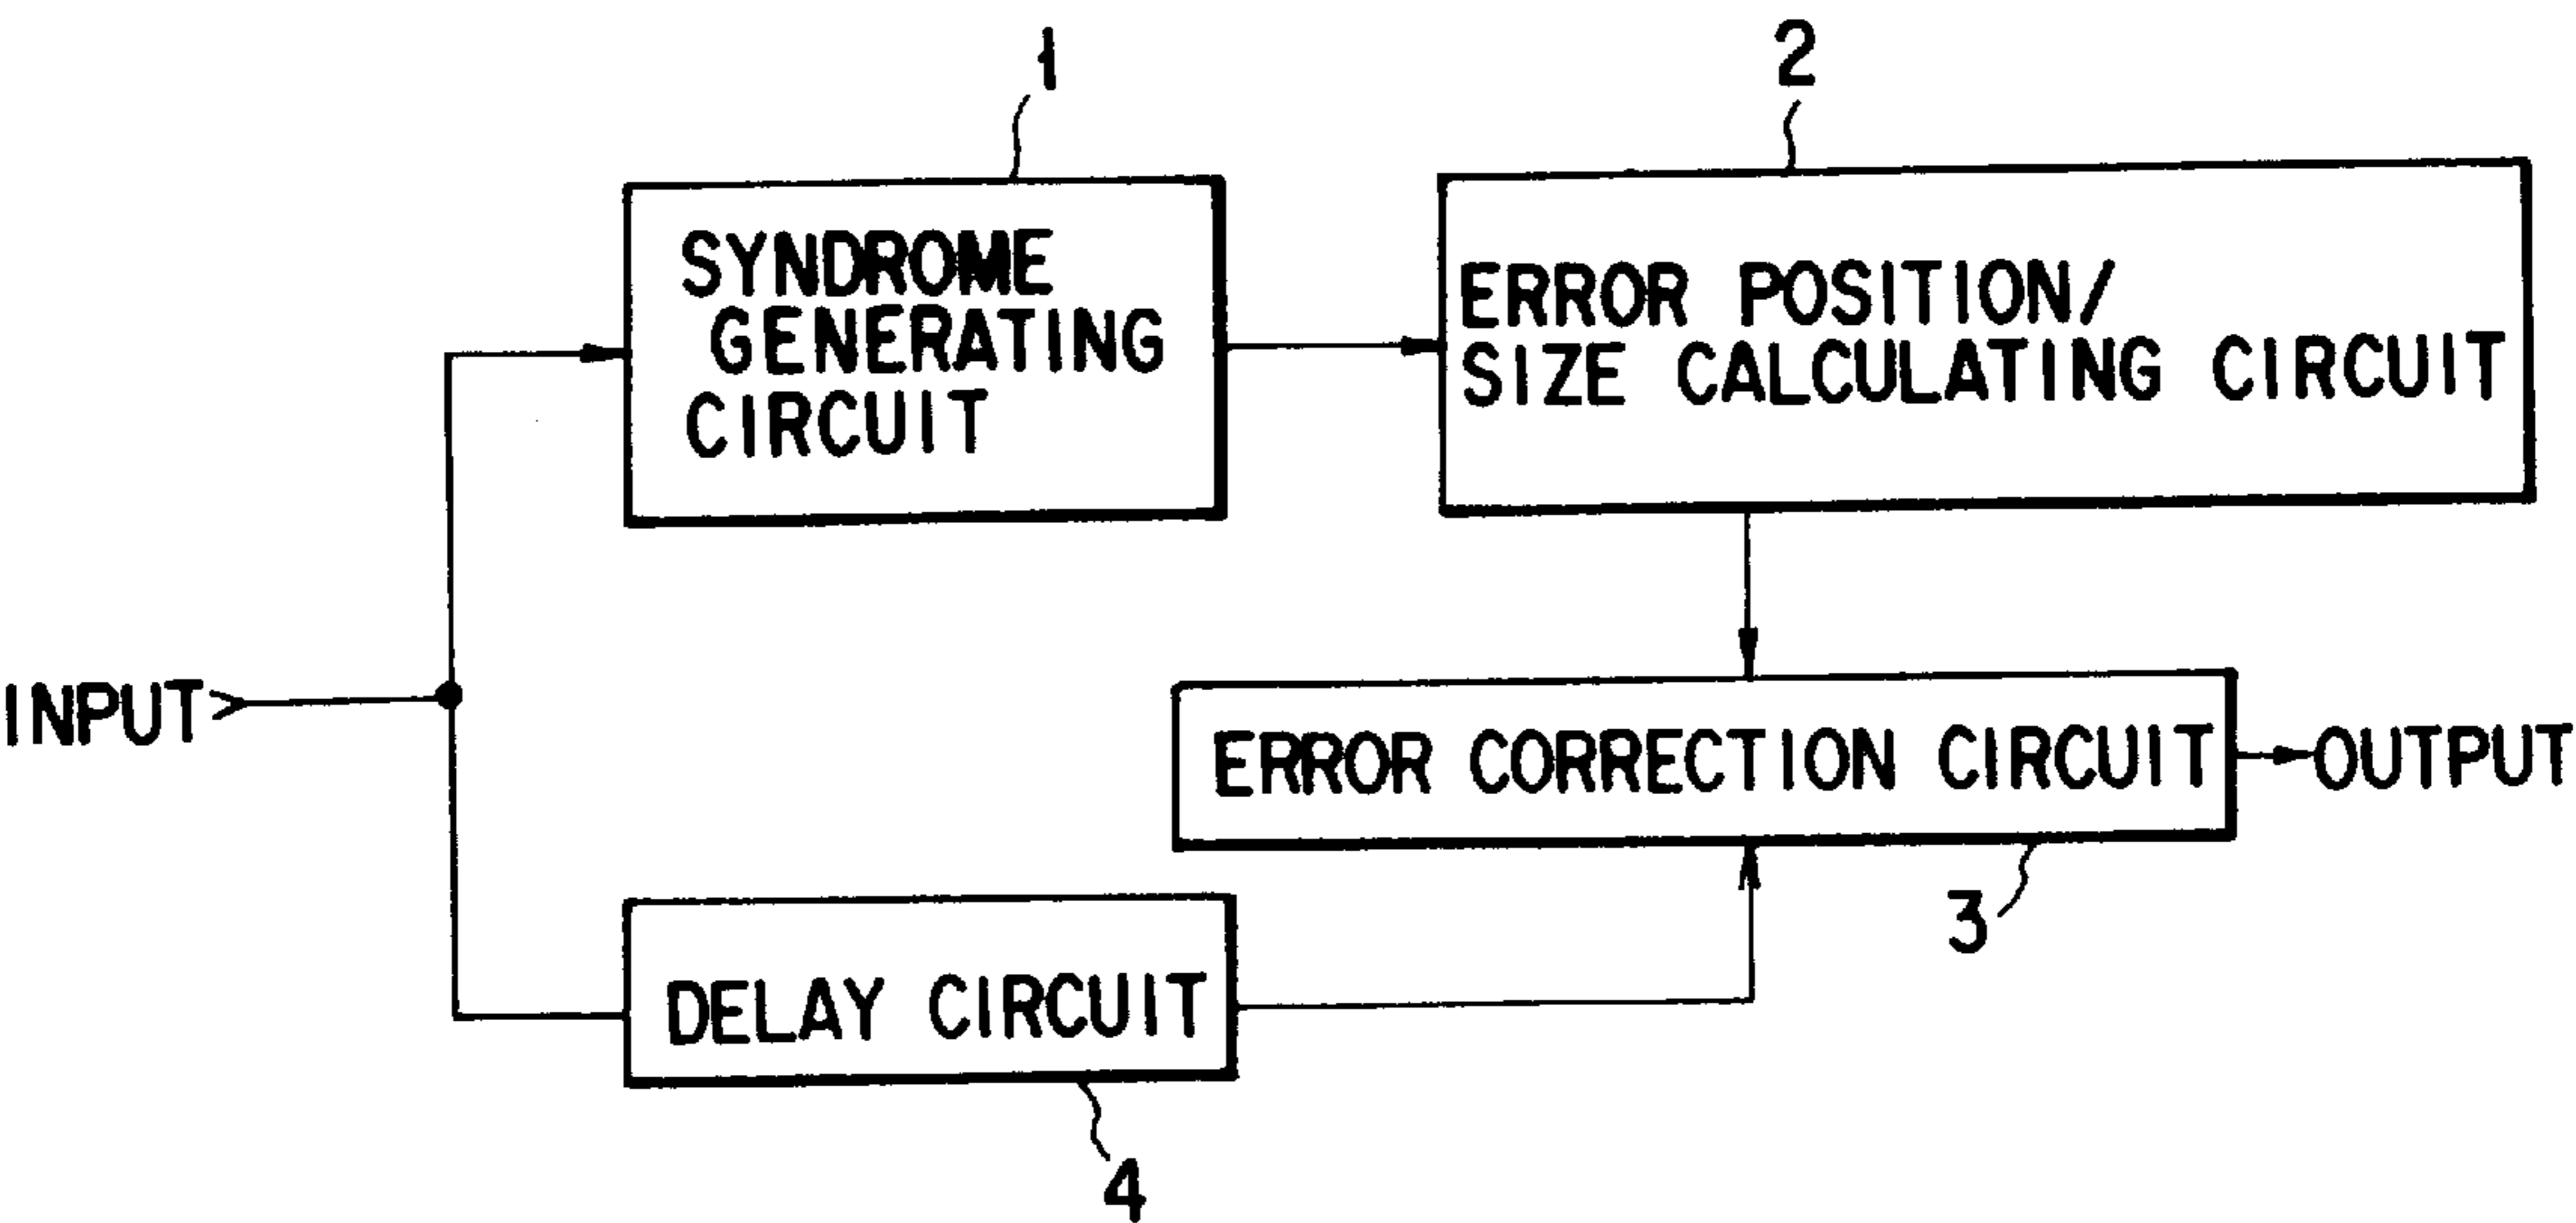 1
2
SYNDROME
GENERATING
CIRCUIT
ERROR POSITION/
SIZE CALCULATING CIRCUIT
INPUT
ERROR CORRECTION CIRCUIT
OUTPUT
3
DELAY CIRCUIT
4